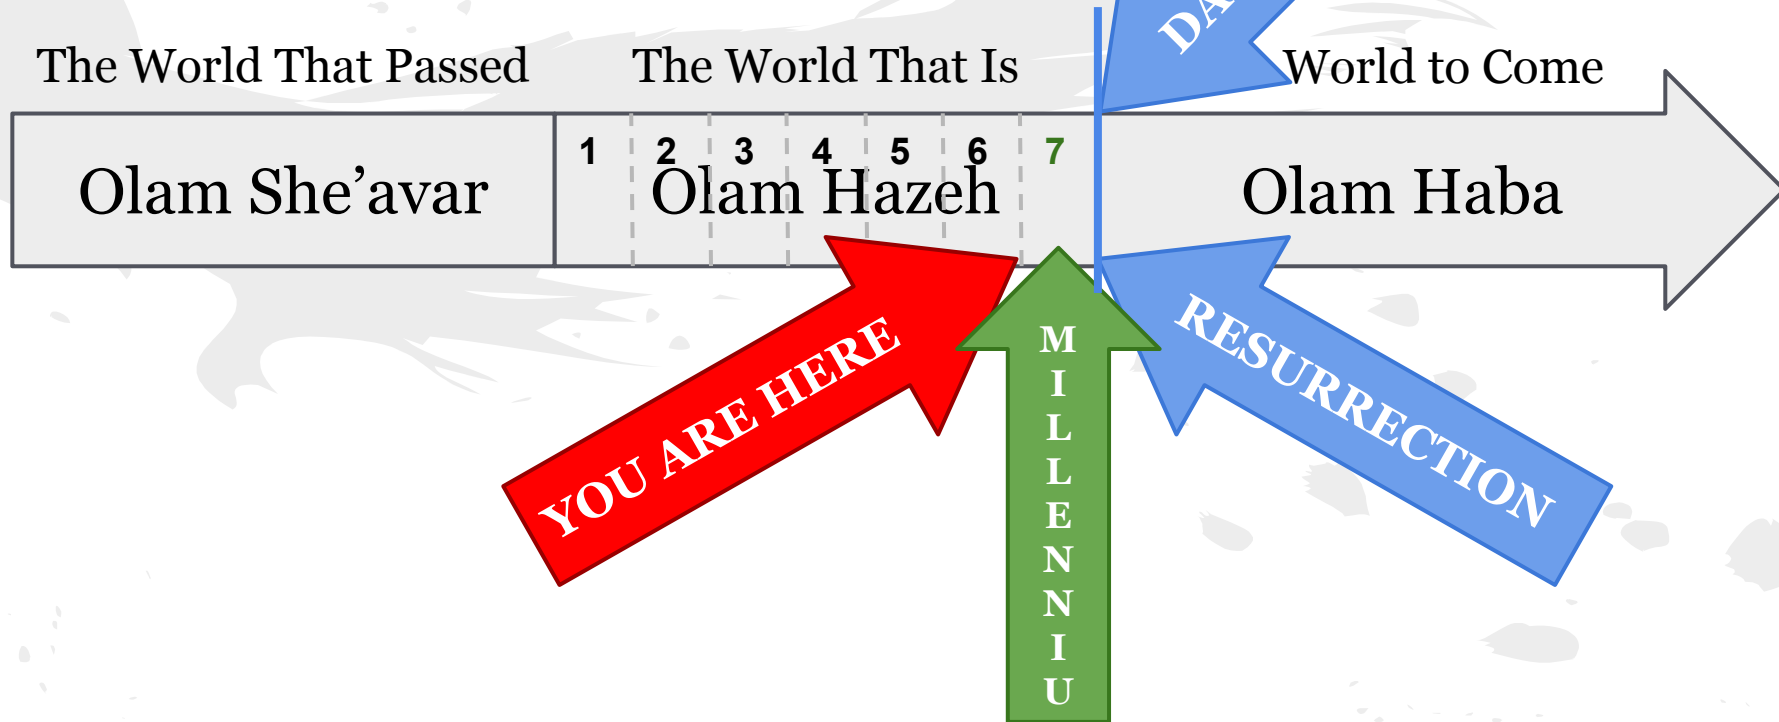 DA
The World That Passed
The World That Is
World to Come
1 2 3 4 5 6 7
Olam She’avar
Olam Hazeh
Olam Haba
YOU ARE HERE
M
I
L
L
E
N
N
I
U
RESURRECTION